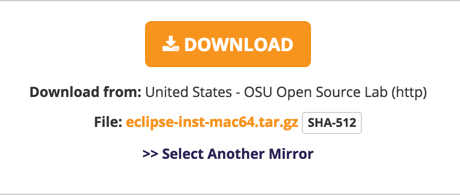 DOWNLOAD
Download from: United States - OSU Open Source Lab (http)
File: eclipse-inst-mac64.tar.gz SHA-512
>> Select Another Mirror